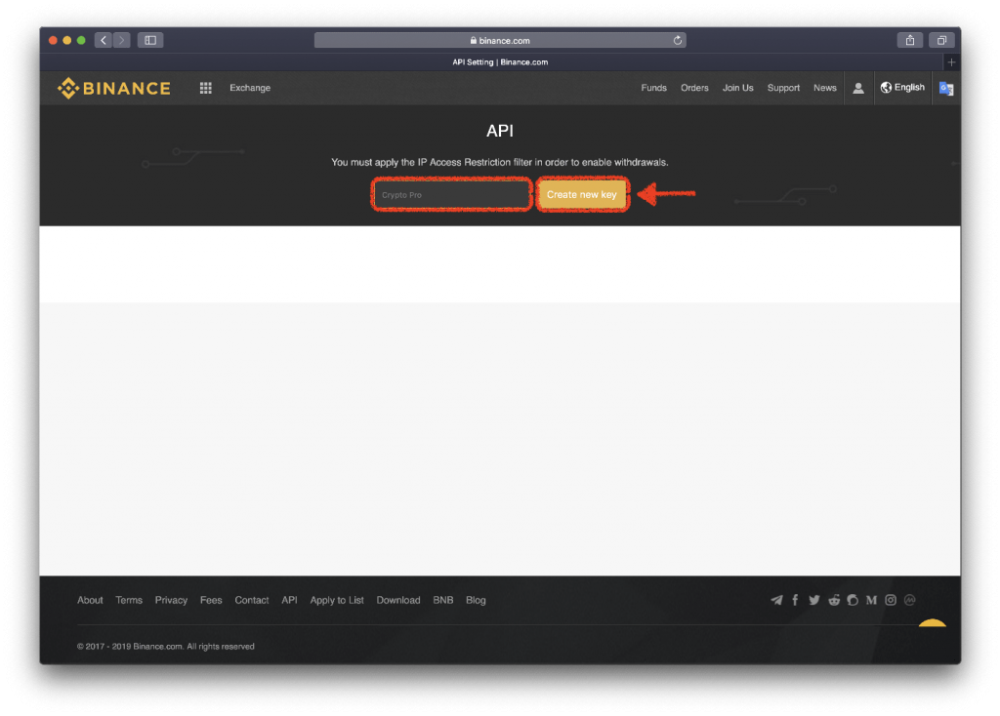 binance.com
API Setting | Binance.com
BINANCE Exchange Funds Orders Join Us Support News English
API
You must apply the IP Access Restriction filter in order to enable withdrawals.
Crypto Pro Create new key
About Terms Privacy Fees Contact API Apply to List Download BNB Blog
© 2017 - 2019 Binance.com. All rights reserved